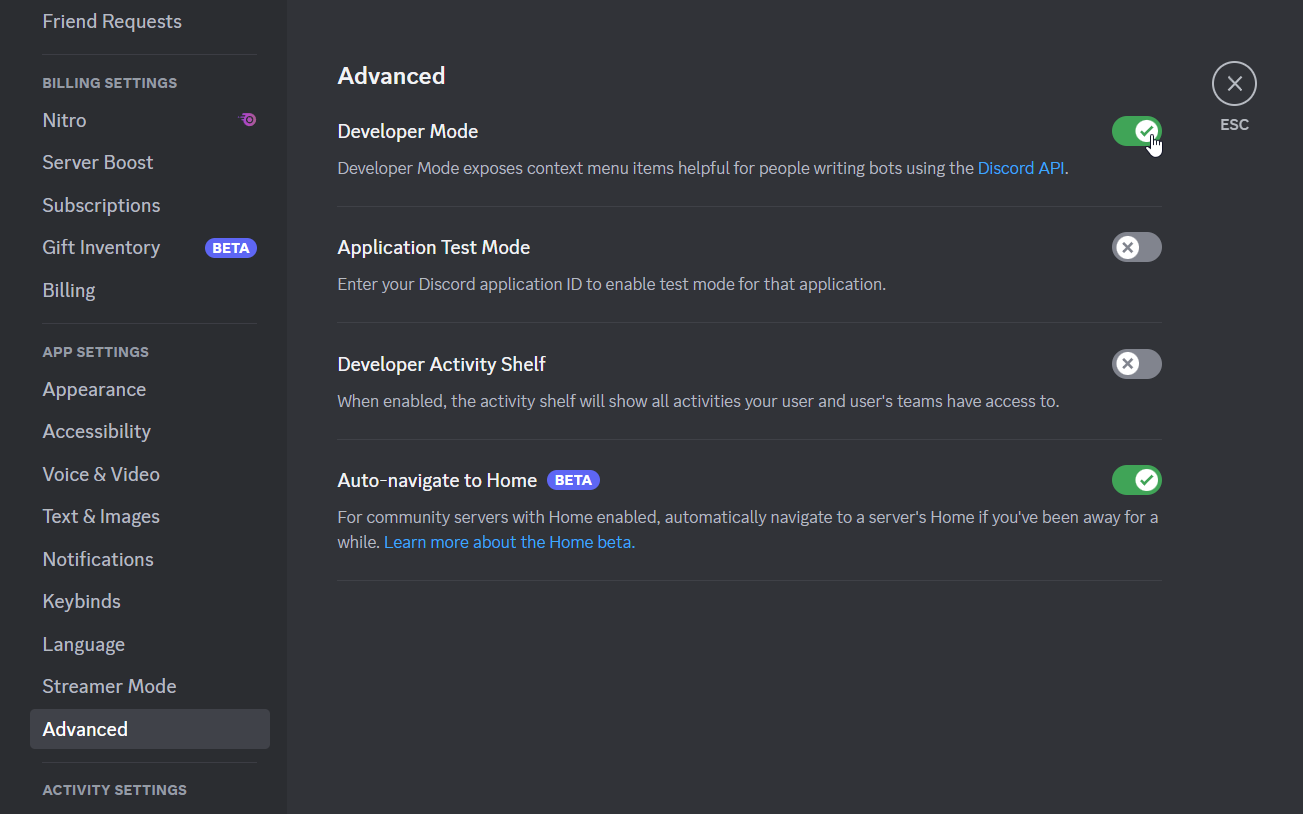 Friend Requests
BILLING SETTINGS
Nitro
Server Boost
Subscriptions
Gift Inventory BETA
Billing
APP SETTINGS
Appearance
Accessibility
Voice & Video
Text & Images
Notifications
Keybinds
Language
Streamer Mode
Advanced
ACTIVITY SETTINGS
Advanced
Developer Mode
Developer Mode exposes context menu items helpful for people writing bots using the Discord API.
Application Test Mode
Enter your Discord application ID to enable test mode for that application.
Developer Activity Shelf
When enabled, the activity shelf will show all activities your user and user's teams have access to.
Auto-navigate to Home BETA
For community servers with Home enabled, automatically navigate to a server's Home if you've been away for a
while. Learn more about the Home beta.
ESC